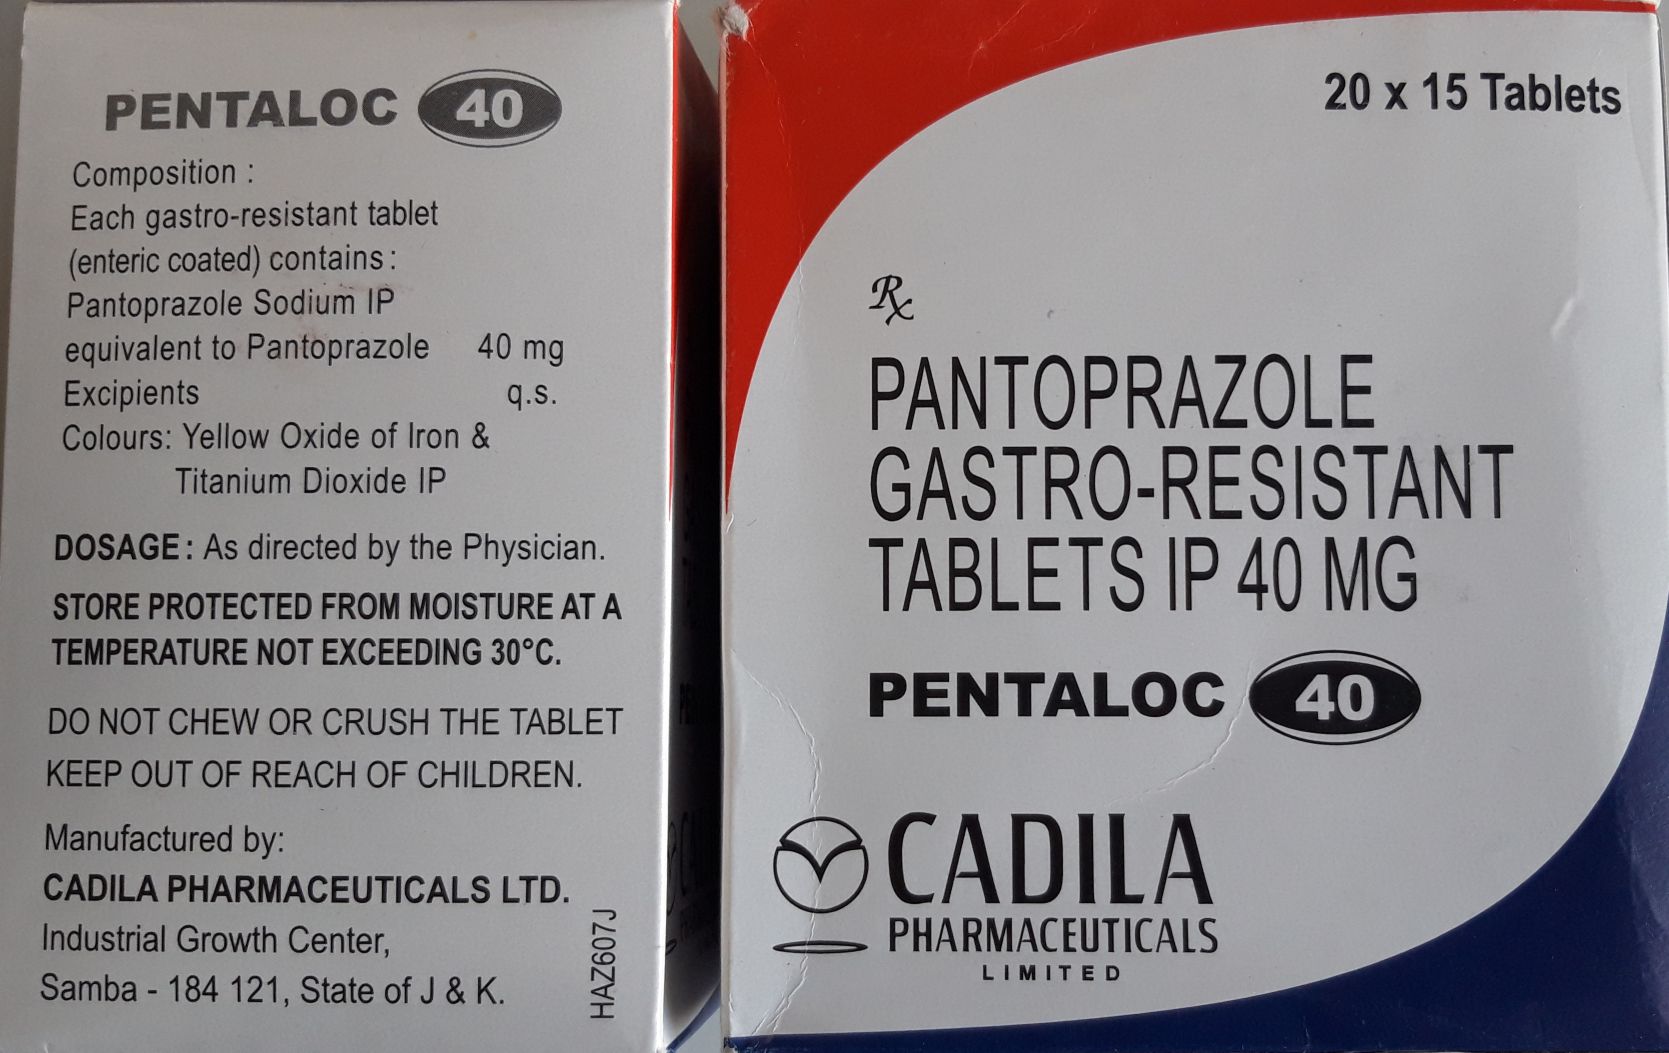 PENTALOC 40
Composition :
Each gastro-resistant tablet
(enteric coated) contains :
Pantoprazole Sodium IP
equivalent to Pantoprazole 40 mg
Excipients q.s.
Colours: Yellow Oxide of Iron &
Titanium Dioxide IP
DOSAGE: As directed by the Physician.
STORE PROTECTED FROM MOISTURE AT A
TEMPERATURE NOT EXCEEDING 30°C.
DO NOT CHEW OR CRUSH THE TABLET
KEEP OUT OF REACH OF CHILDREN.
Manufactured by:
CADILA PHARMACEUTICALS LTD.
Industrial Growth Center,
Samba - 184 121, State of J & K.
HAZ607J
20 x 15 Tablets
Rx
PANTOPRAZOLE
GASTRO-RESISTANT
TABLETS IP 40 MG
PENTALOC 40
CADILA
PHARMACEUTICALS
LIMITED